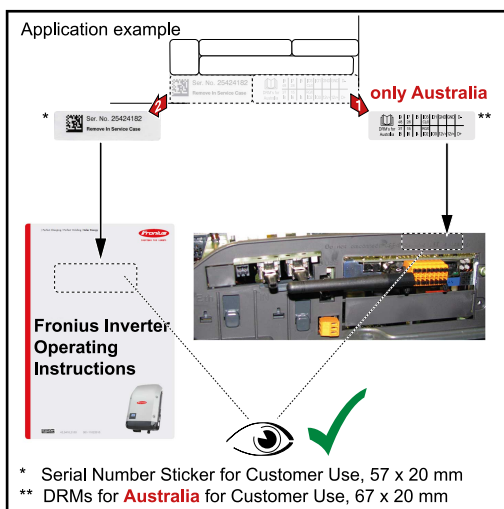 Application example
2
1
only Australia
*
Ser. No. 25424182
Remove In Service Case
Ser. No. 25424182
Remove In Service Case
**
DRMs for
Australia
Fronius
Fronius Inverter
Operating
Instructions
* Serial Number Sticker for Customer Use, 57 x 20 mm
** DRMs for Australia for Customer Use, 67 x 20 mm